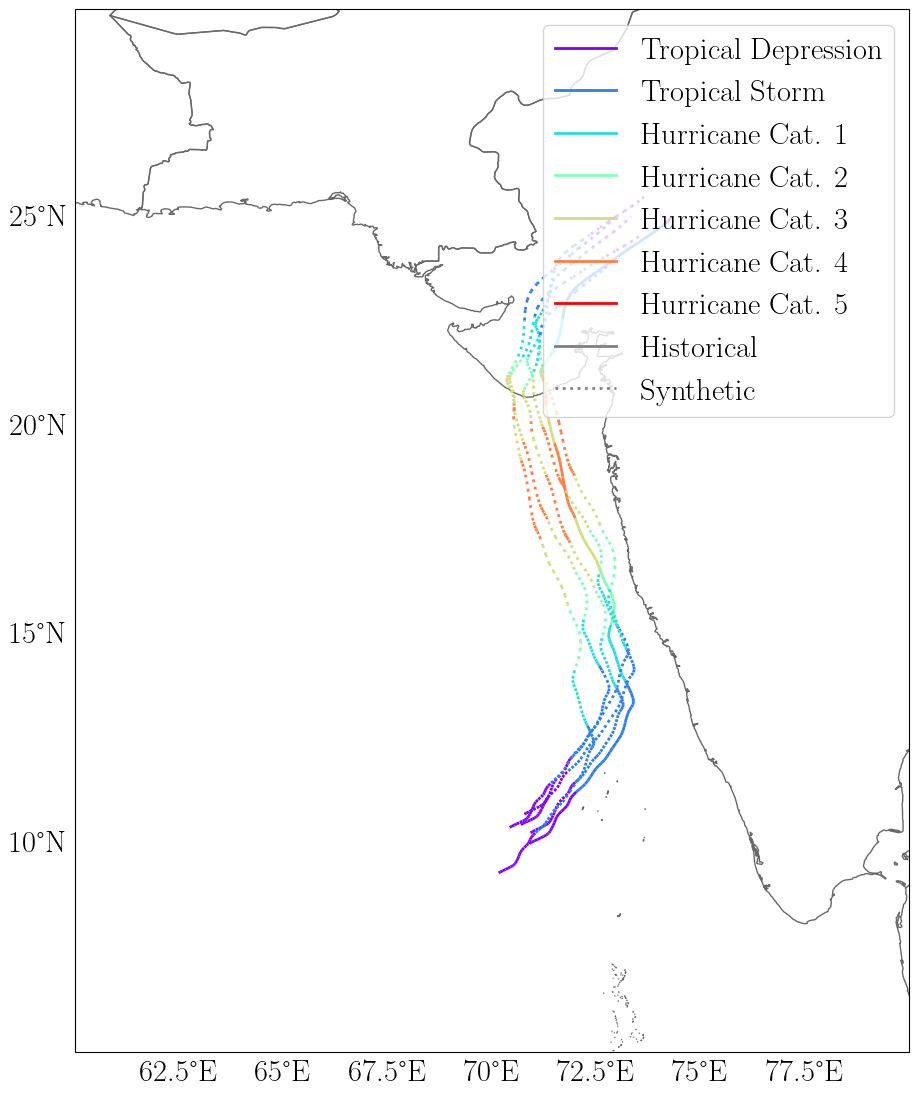 Tropical Depression
Tropical Storm
Hurricane Cat. 1
Hurricane Cat. 2
Hurricane Cat. 3
Hurricane Cat. 4
Hurricane Cat. 5
Historical
Synthetic
25°N
20°N
15°N
10°N
62.5°E 65°E 67.5°E 70°E 72.5°E 75°E 77.5°E